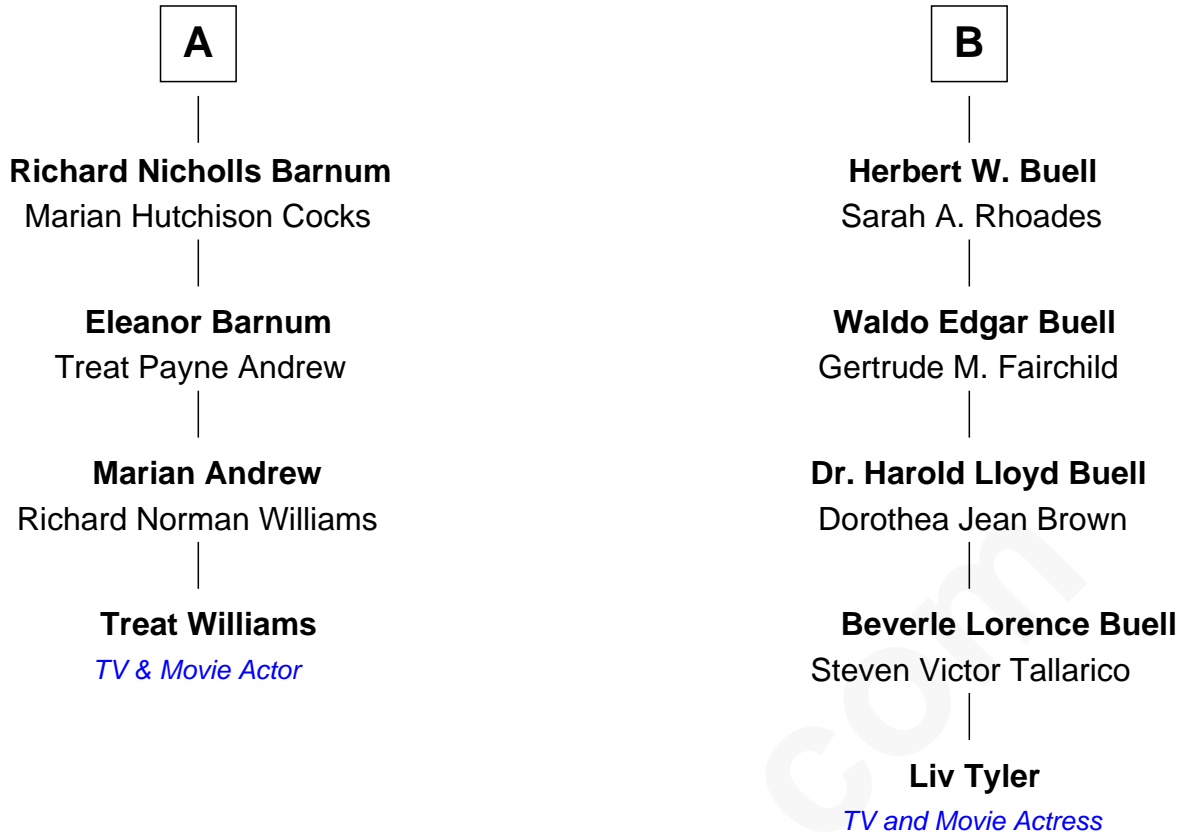 A
Richard Nicholls Barnum
Marian Hutchison Cocks
Eleanor Barnum
Treat Payne Andrew
Marian Andrew
Richard Norman Williams
Treat Williams
TV & Movie Actor
B
Herbert W. Buell
Sarah A. Rhoades
Waldo Edgar Buell
Gertrude M. Fairchild
Dr. Harold Lloyd Buell
Dorothea Jean Brown
Beverle Lorence Buell
Steven Victor Tallarico
Liv Tyler
TV and Movie Actress
com